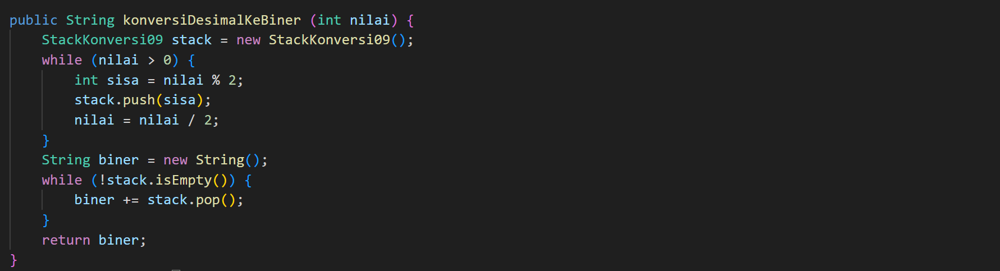 public String konversiDesimalKeBiner (int nilai) {
    StackKonversi09 stack = new StackKonversi09();
    while (nilai > 0) {
        int sisa = nilai % 2;
        stack.push(sisa);
        nilai = nilai / 2;
    }
    String biner = new String();
    while (!stack.isEmpty()) {
        biner += stack.pop();
    }
    return biner;
}